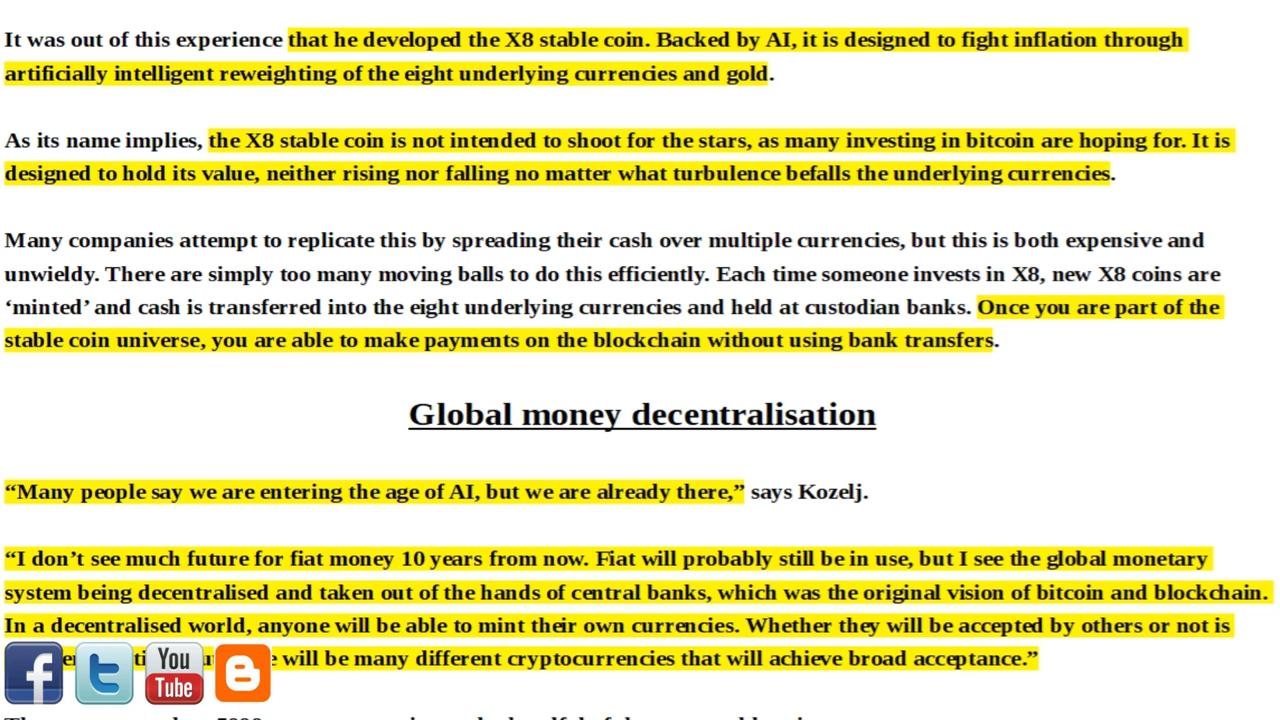 It was out of this experience that he developed the X8 stable coin. Backed by AI, it is designed to fight inflation through
artificially intelligent reweighting of the eight underlying currencies and gold.
As its name implies, the X8 stable coin is not intended to shoot for the stars, as many investing in bitcoin are hoping for. It is
designed to hold its value, neither rising nor falling no matter what turbulence befalls the underlying currencies.
Many companies attempt to replicate this by spreading their cash over multiple currencies, but this is both expensive and
unwieldy. There are simply too many moving balls to do this efficiently. Each time someone invests in X8, new X8 coins are
‘minted’ and cash is transferred into the eight underlying currencies and held at custodian banks. Once you are part of the
stable coin universe, you are able to make payments on the blockchain without using bank transfers.
Global money decentralisation
“Many people say we are entering the age of AI, but we are already there,” says Kozelj.
“I don’t see much future for fiat money 10 years from now. Fiat will probably still be in use, but I see the global monetary
system being decentralised and taken out of the hands of central banks, which was the original vision of bitcoin and blockchain.
In a decentralised world, anyone will be able to mint their own currencies. Whether they will be accepted by others or not is
will be many different cryptocurrencies that will achieve broad acceptance.”
f t You Tube B